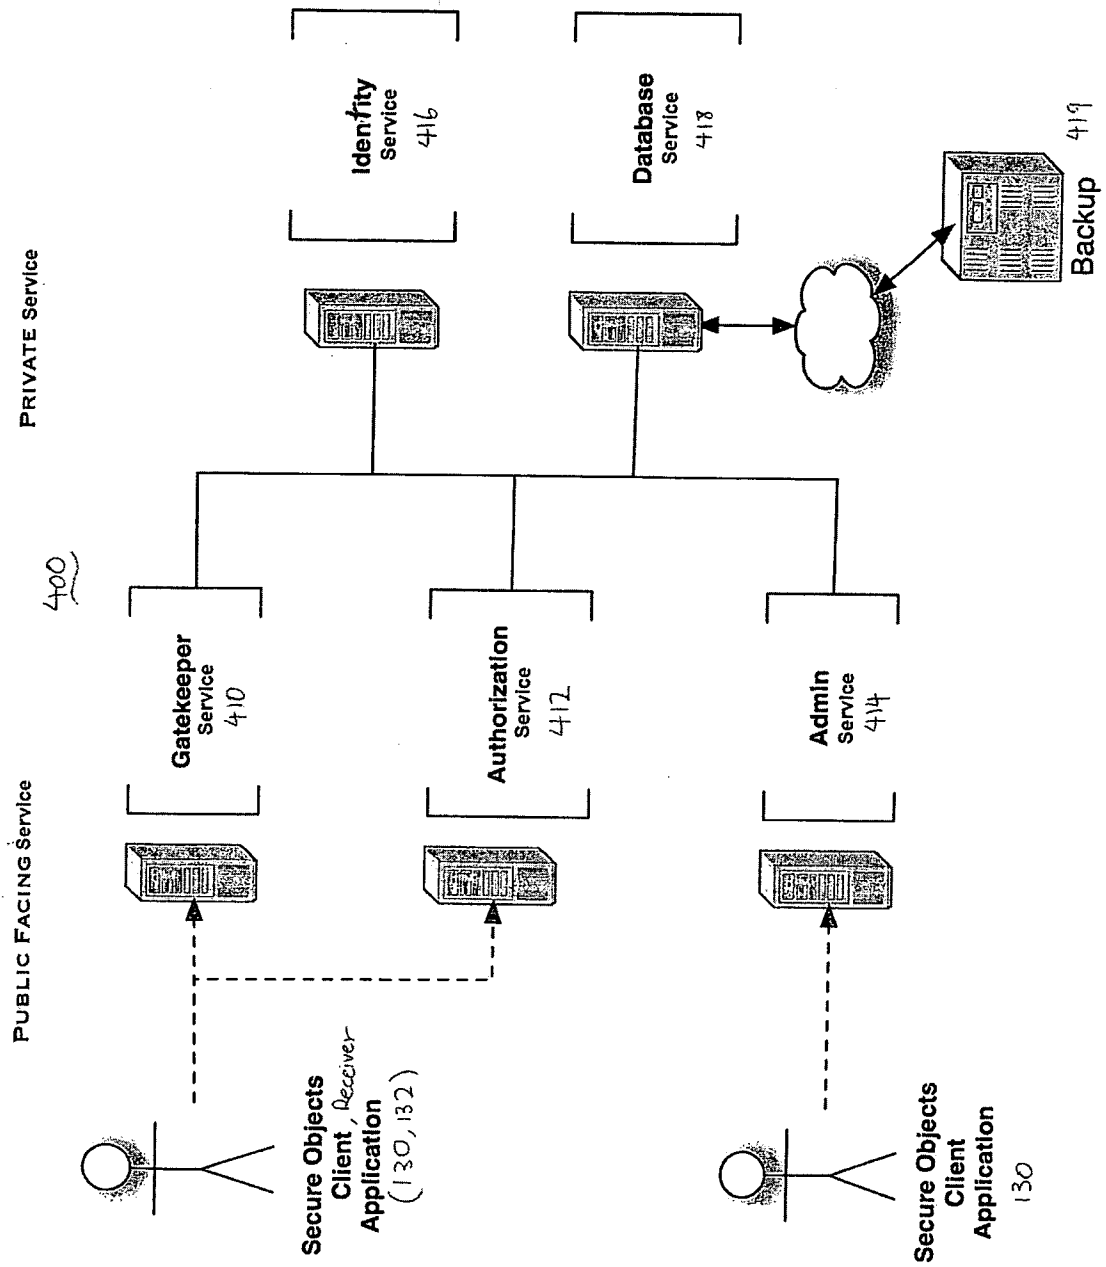 PUBLIC FACING Service
PRIVATE Service
400
Secure Objects
Client, Receiver
Application
(130, 132)
Gatekeeper
Service
410
Identity
Service
416
Authorization
Service
412
Database
Service
418
Secure Objects
Client
Application
130
Admin
Service
414
Backup
419